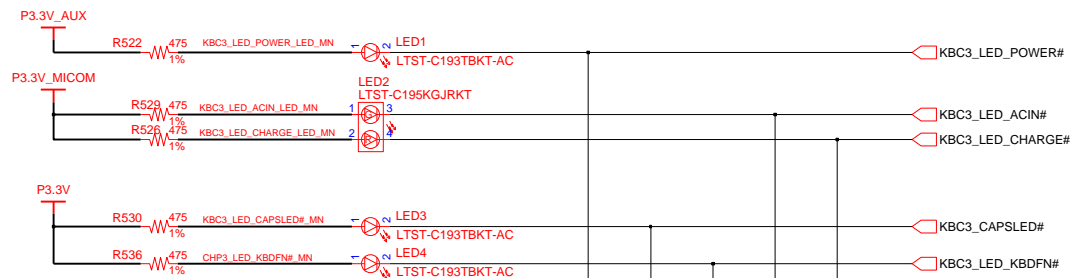 P3.3V_AUX
R522 475 1% KBC3_LED_POWER_LED_MN 1 2 LED1 LTST-C193TBKT-AC KBC3_LED_POWER#
P3.3V_MICOM
LED2
LTST-C195KGJRKT
R529 475 1% KBC3_LED_ACIN_LED_MN 1 G 3 KBC3_LED_ACIN#
R526 475 1% KBC3_LED_CHARGE_LED_MN 2 R 4 KBC3_LED_CHARGE#
P3.3V
R530 475 1% KBC3_LED_CAPSLED#_MN 1 2 LED3 LTST-C193TBKT-AC KBC3_CAPSLED#
R536 475 1% CHP3_LED_KBDFN#_MN 1 2 LED4 LTST-C193TBKT-AC KBC3_LED_KBDFN#